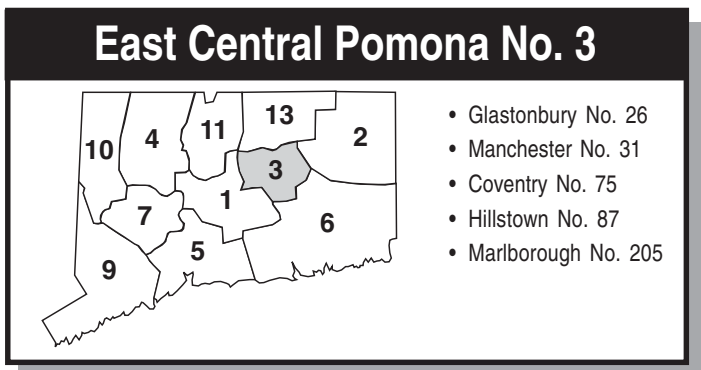 East Central Pomona No. 3
13
11
4
2
10
3
1
7
6
5
9
• Glastonbury No. 26
• Manchester No. 31
• Coventry No. 75
• Hillstown No. 87
• Marlborough No. 205